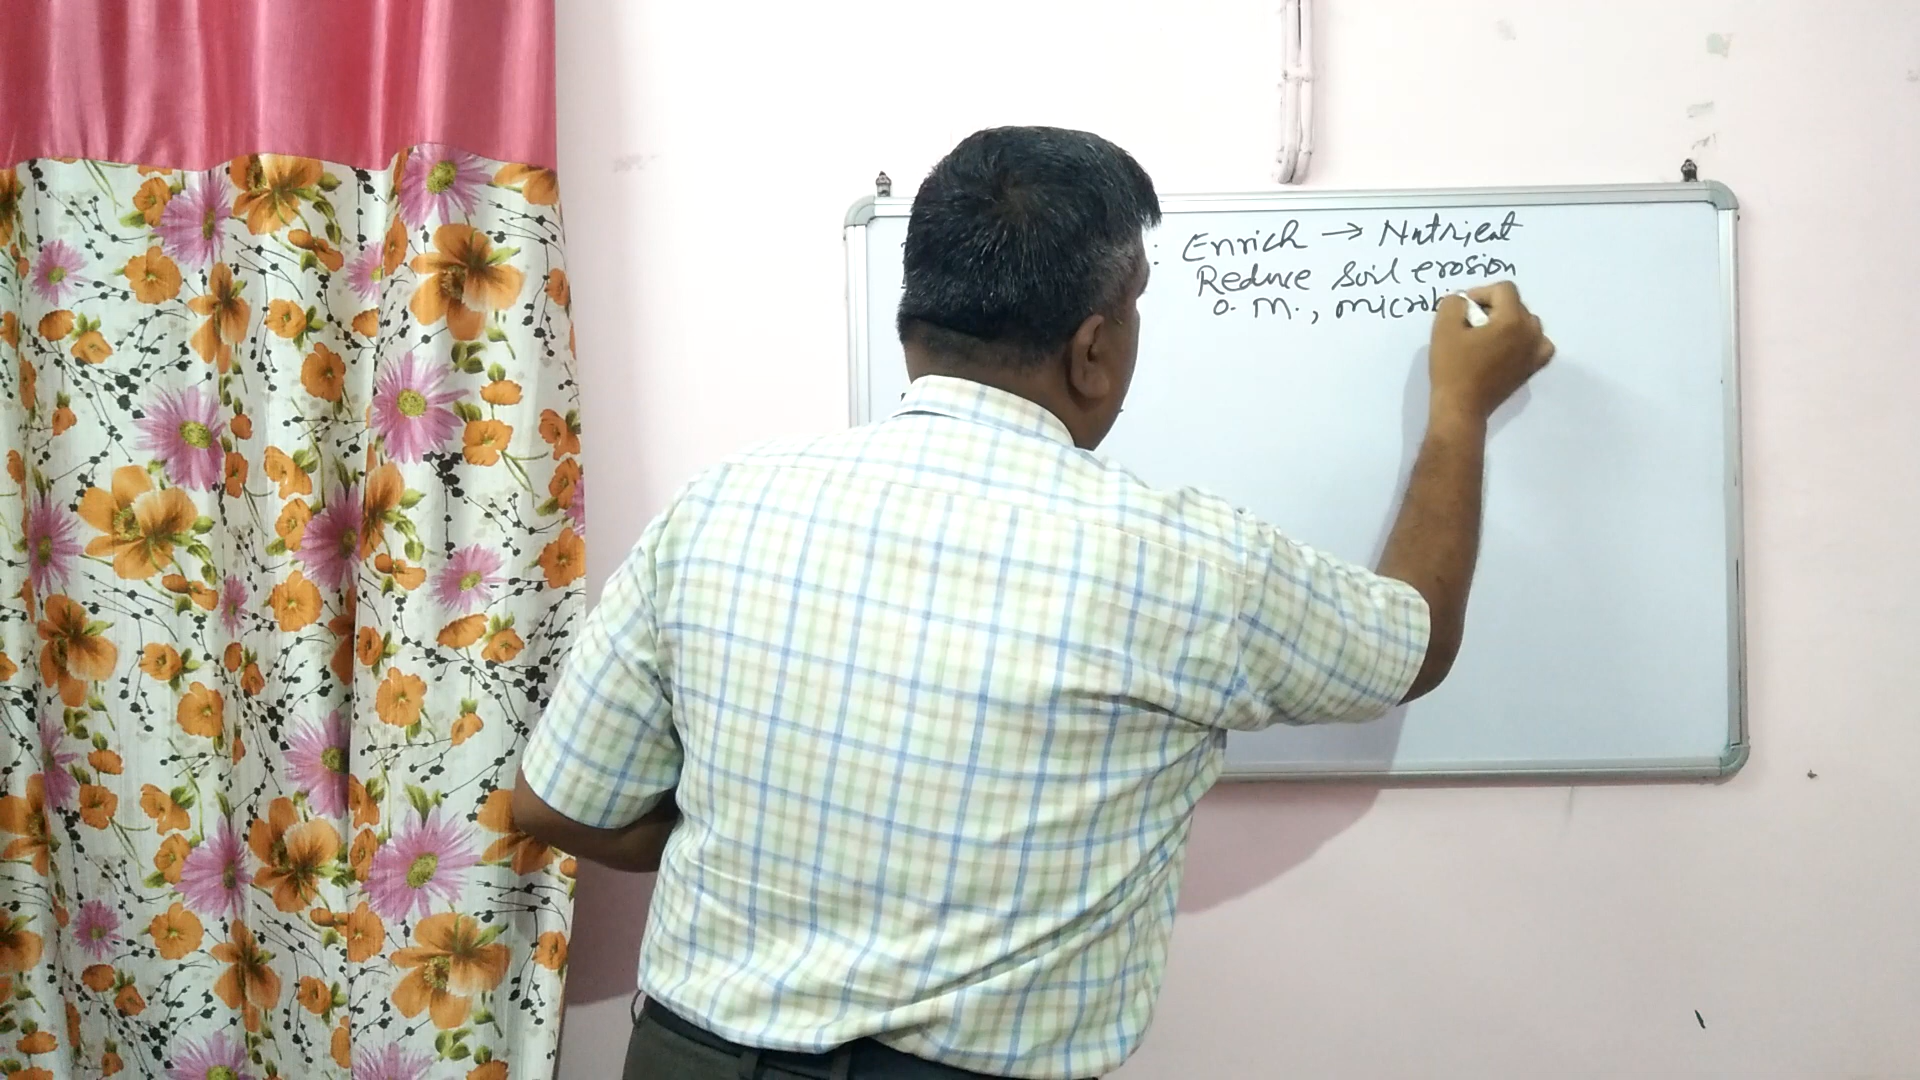 : Enrich → Nutrient
Reduce soil erosion
O. M.,